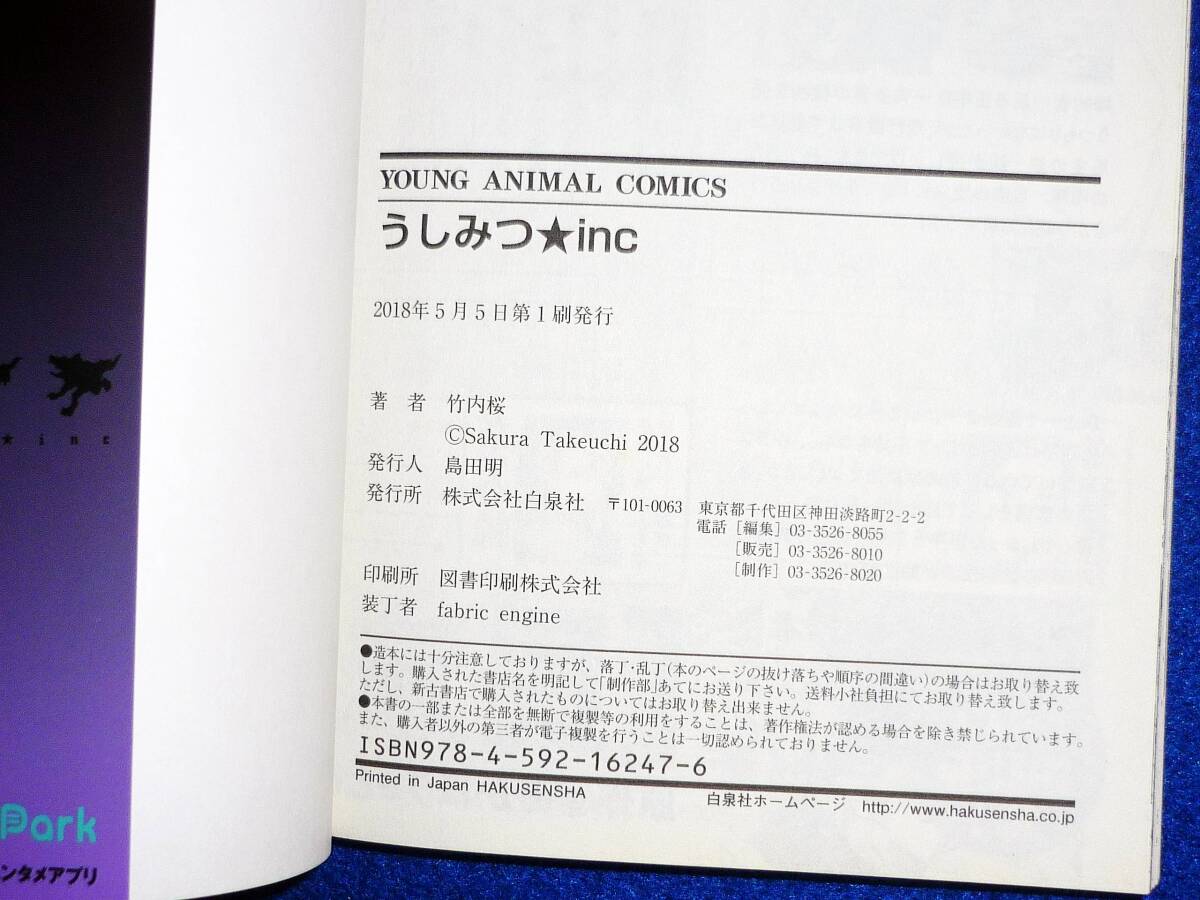 YOUNG ANIMAL COMICS
うしみつ★inc
2018年5月5日第1刷発行
著 者 竹内桜
©Sakura Takeuchi 2018
発行人 島田明
発行所 株式会社白泉社 〒101-0063 東京都千代田区神田淡路町2-2-2
電話［編集］03-3526-8055
［販売］03-3526-8010
［制作］03-3526-8020
印刷所 図書印刷株式会社
装丁者 fabric engine
●造本には十分注意しておりますが、落丁・乱丁(本のページの抜け落ちや順序の間違い)の場合はお取り替え致
します。購入された書店名を明記して「制作部」あてにお送り下さい。送料小社負担にてお取り替え致します。
ただし、新古書店で購入されたものについてはお取り替え出来ません。
●本書の一部または全部を無断で複製等の利用をすることは、著作権法が認める場合を除き禁じられています。
また、購入者以外の第三者が電子複製を行うことは一切認められておりません。
ISBN978-4-592-16247-6
Printed in Japan HAKUSENSHA 白泉社ホームページ http://www.hakusensha.co.jp
★inc
Park
ンタメアプリ